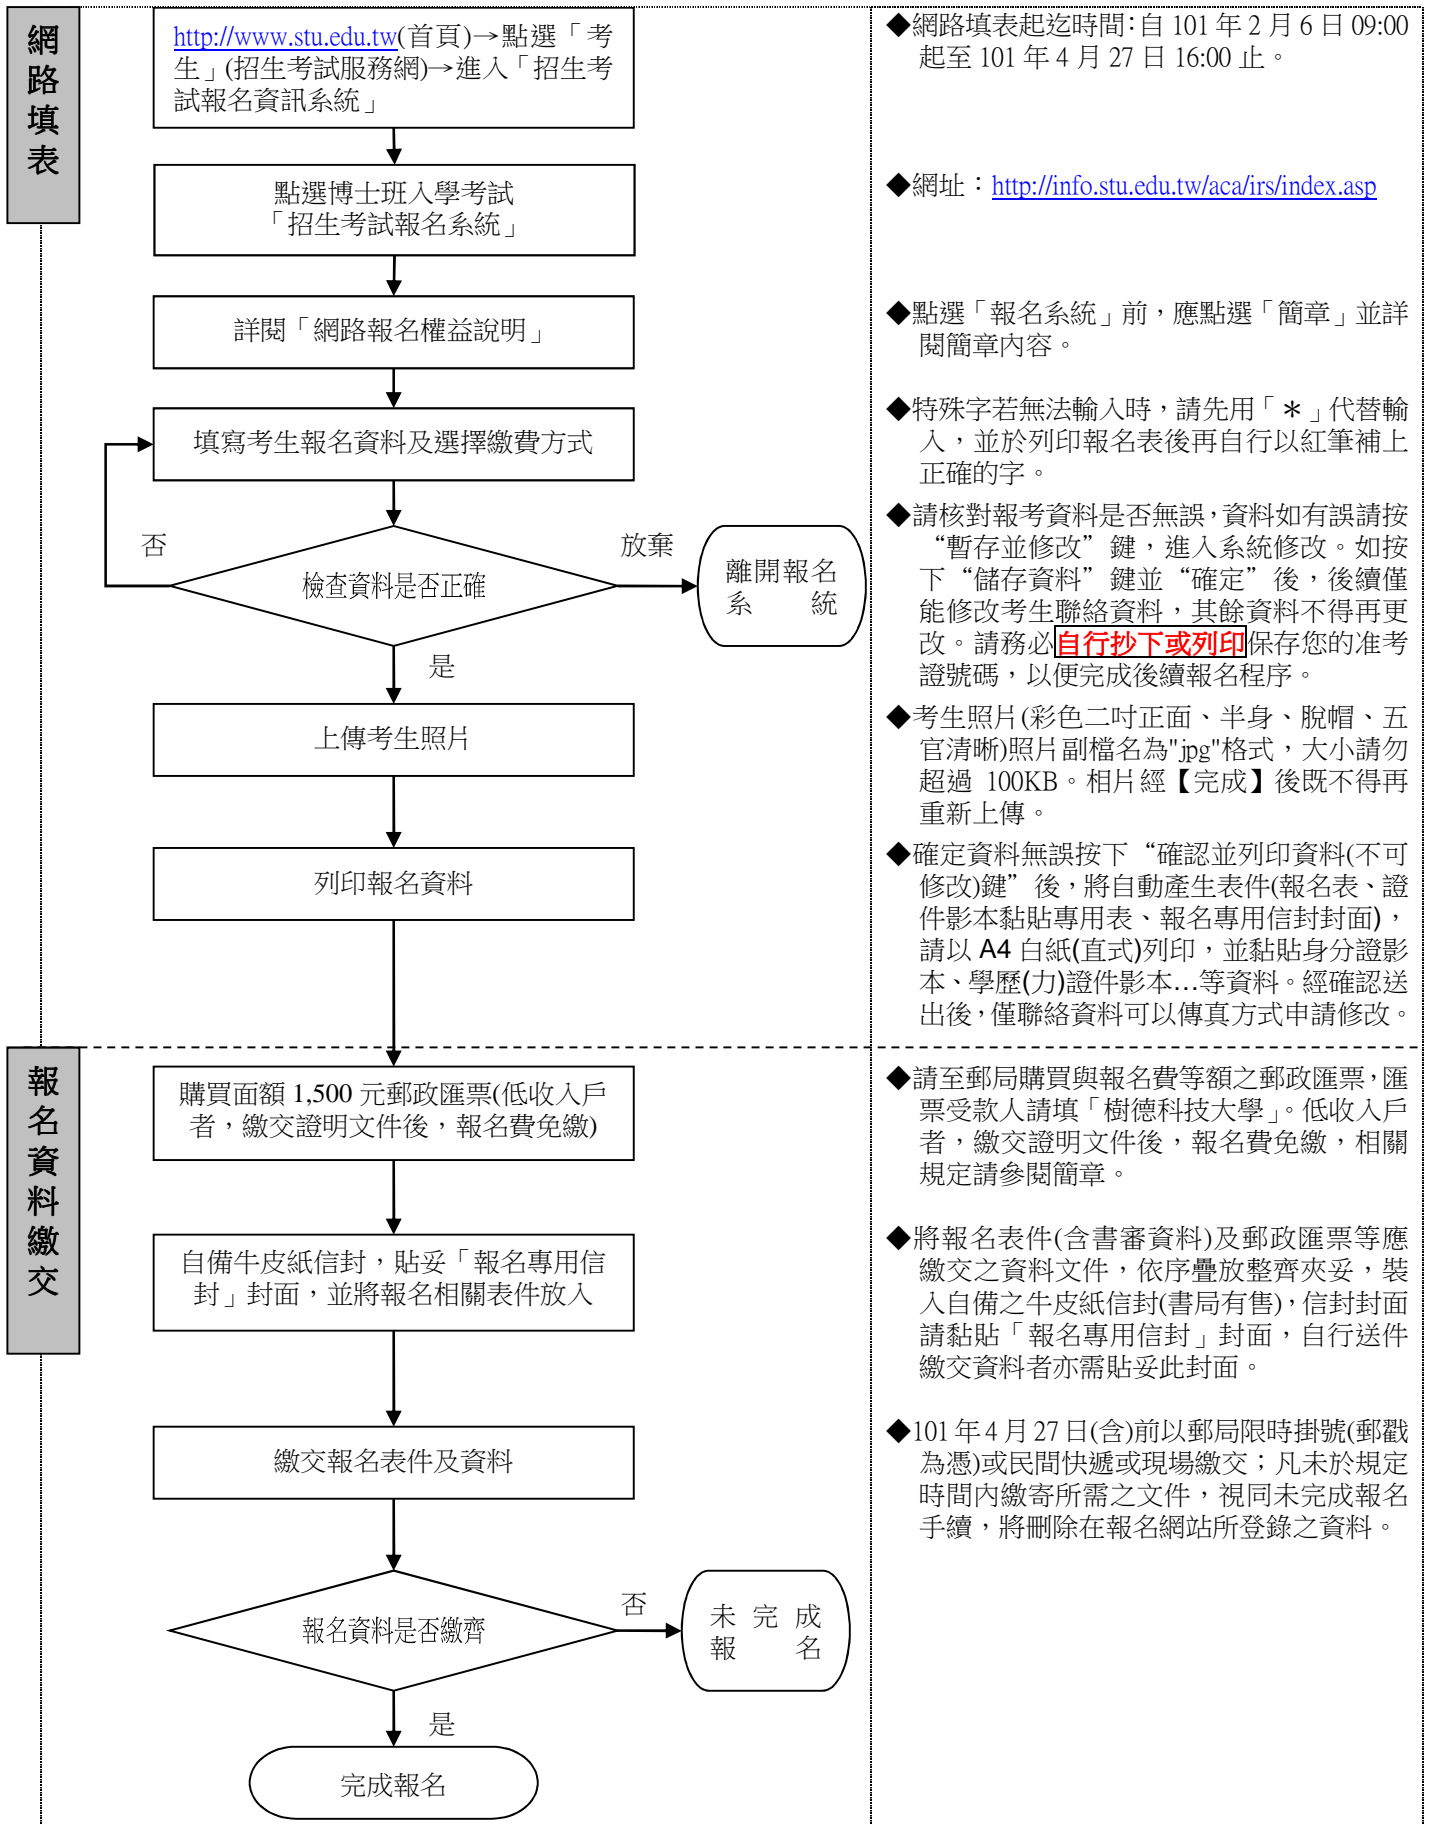 網路填表
http://www.stu.edu.tw(首頁)→點選「考
生」(招生考試服務網)→進入「招生考
試報名資訊系統」
點選博士班入學考試
「招生考試報名系統」
詳閱「網路報名權益說明」
填寫考生報名資料及選擇繳費方式
否
放棄
檢查資料是否正確
離開報名
系統
是
上傳考生照片
列印報名資料
◆網路填表起迄時間:自 101 年 2 月 6 日 09:00
起至 101 年 4 月 27 日 16:00 止。
◆網址：http://info.stu.edu.tw/aca/irs/index.asp
◆點選「報名系統」前，應點選「簡章」並詳
閱簡章內容。
◆特殊字若無法輸入時，請先用「＊」代替輸
入，並於列印報名表後再自行以紅筆補上
正確的字。
◆請核對報考資料是否無誤，資料如有誤請按
“暫存並修改”鍵，進入系統修改。如按
下“儲存資料”鍵並“確定”後，後續僅
能修改考生聯絡資料，其餘資料不得再更
改。請務必自行抄下或列印保存您的准考
證號碼，以便完成後續報名程序。
◆考生照片(彩色二吋正面、半身、脫帽、五
官清晰)照片副檔名為"jpg"格式，大小請勿
超過 100KB。相片經【完成】後既不得再
重新上傳。
◆確定資料無誤按下“確認並列印資料(不可
修改)鍵”後，將自動產生表件(報名表、證
件影本黏貼專用表、報名專用信封封面)，
請以 A4 白紙(直式)列印，並黏貼身分證影
本、學歷(力)證件影本…等資料。經確認送
出後，僅聯絡資料可以傳真方式申請修改。
報名資料繳交
購買面額 1,500 元郵政匯票(低收入戶
者，繳交證明文件後，報名費免繳)
自備牛皮紙信封，貼妥「報名專用信
封」封面，並將報名相關表件放入
繳交報名表件及資料
報名資料是否繳齊
否
未完成
報名
是
完成報名
◆請至郵局購買與報名費等額之郵政匯票，匯
票受款人請填「樹德科技大學」。低收入戶
者，繳交證明文件後，報名費免繳，相關
規定請參閱簡章。
◆將報名表件(含書審資料)及郵政匯票等應
繳交之資料文件，依序疊放整齊夾妥，裝
入自備之牛皮紙信封(書局有售)，信封封面
請黏貼「報名專用信封」封面，自行送件
繳交資料者亦需貼妥此封面。
◆101 年 4 月 27 日(含)前以郵局限時掛號(郵戳
為憑)或民間快遞或現場繳交；凡未於規定
時間內繳寄所需之文件，視同未完成報名
手續，將刪除在報名網站所登錄之資料。